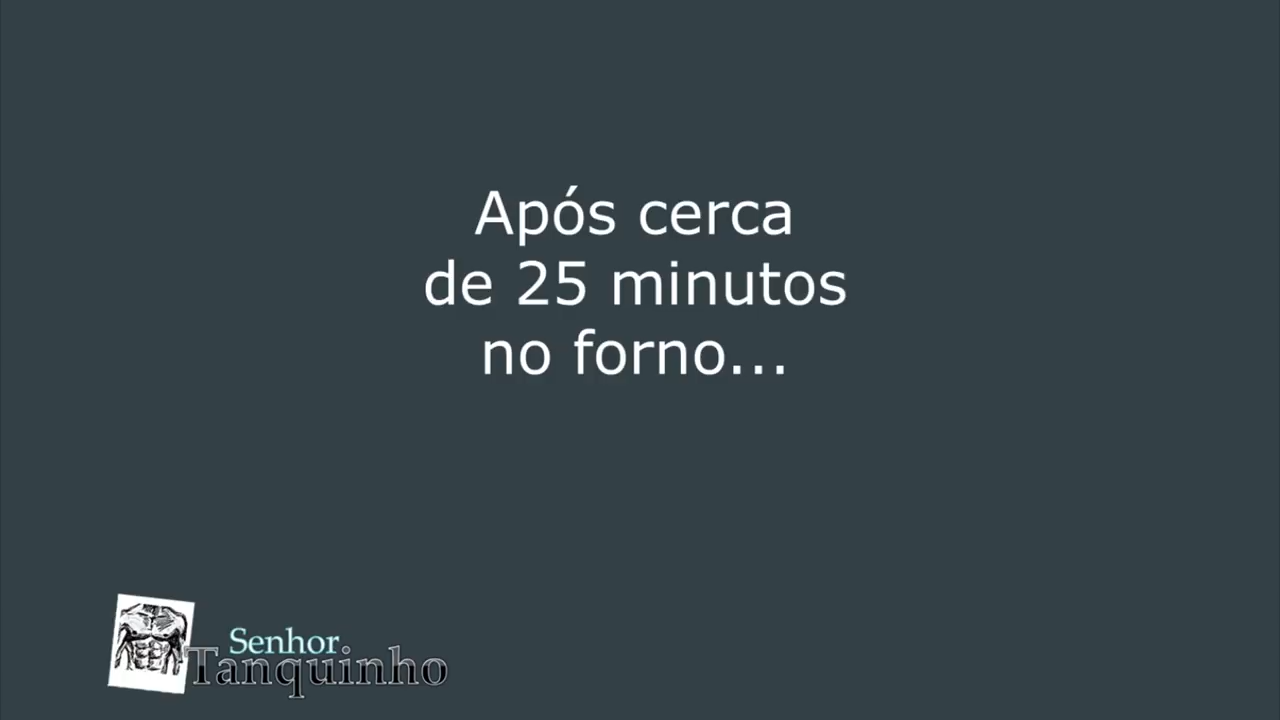 Após cerca
de 25 minutos
no forno...
Senhor
Tanquinho